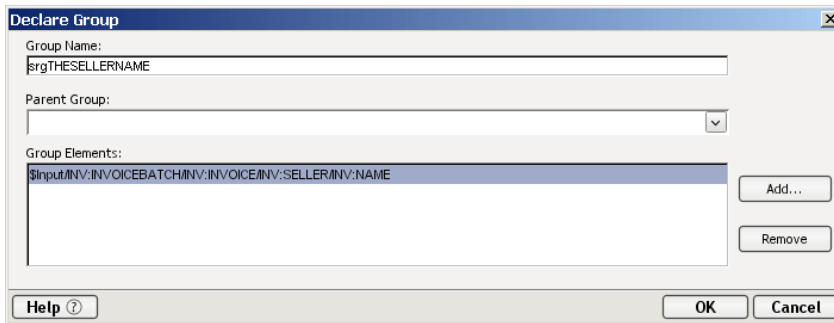 Declare Group
Group Name:
srgTHESELLERNAME
Parent Group:
Group Elements:
$Input/INV:INVOICEBATCH/INV:INVOICE/INV:SELLER/INV:NAME
Add...
Remove
Help ?
OK
Cancel